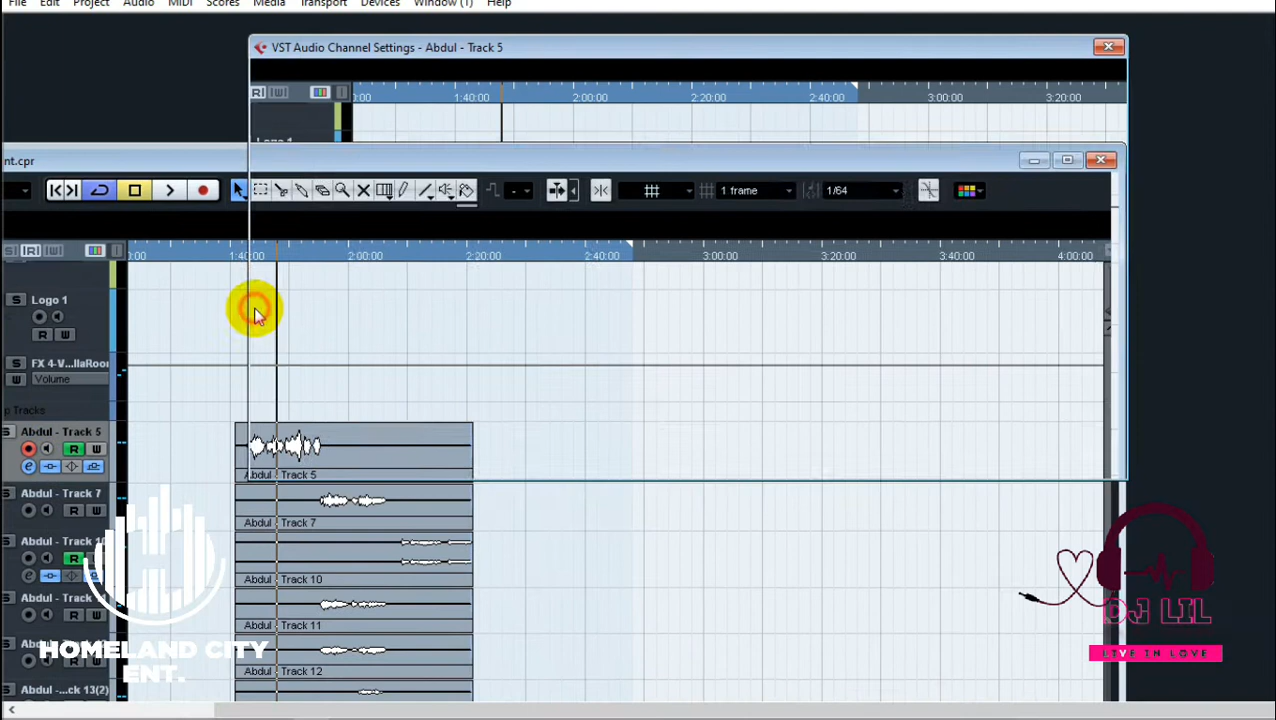 File Edit Project Audio MIDI Scores Media Transport Devices Window (1) Help
VST Audio Channel Settings - Abdul - Track 5
1:40:00 2:00:00 2:20:00 2:40:00 3:00:00 3:20:00
nt.cpr
1 frame 1/64
1:40:00 2:00:00 2:20:00 2:40:00 3:00:00 3:20:00 3:40:00 4:00:00
S Logo 1
R W
FX 4-V...llaRoom
W Volume
p Tracks
Abdul - Track 5
R W
Abdul - Track 5
Abdul - Track 7
R W
Abdul - Track 7
Abdul - Track 10
R
Abdul - Track 11
Abdul - Track 12
Abdul -...ck 13(2)
HOMELAND CITY
ENT.
DJ LIL
LIVE IN LOVE